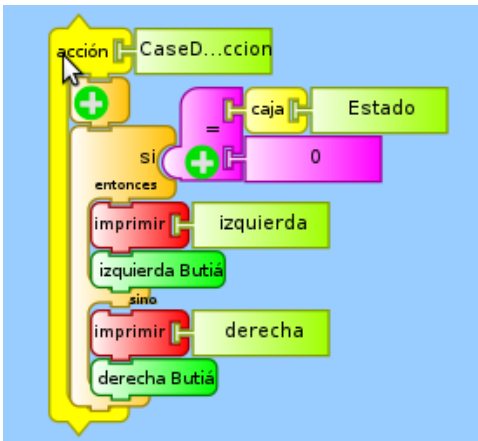 acción CaseD...ccion
caja Estado
=
si 0
entonces
imprimir izquierda
izquierda Butiá
sino
imprimir derecha
derecha Butiá